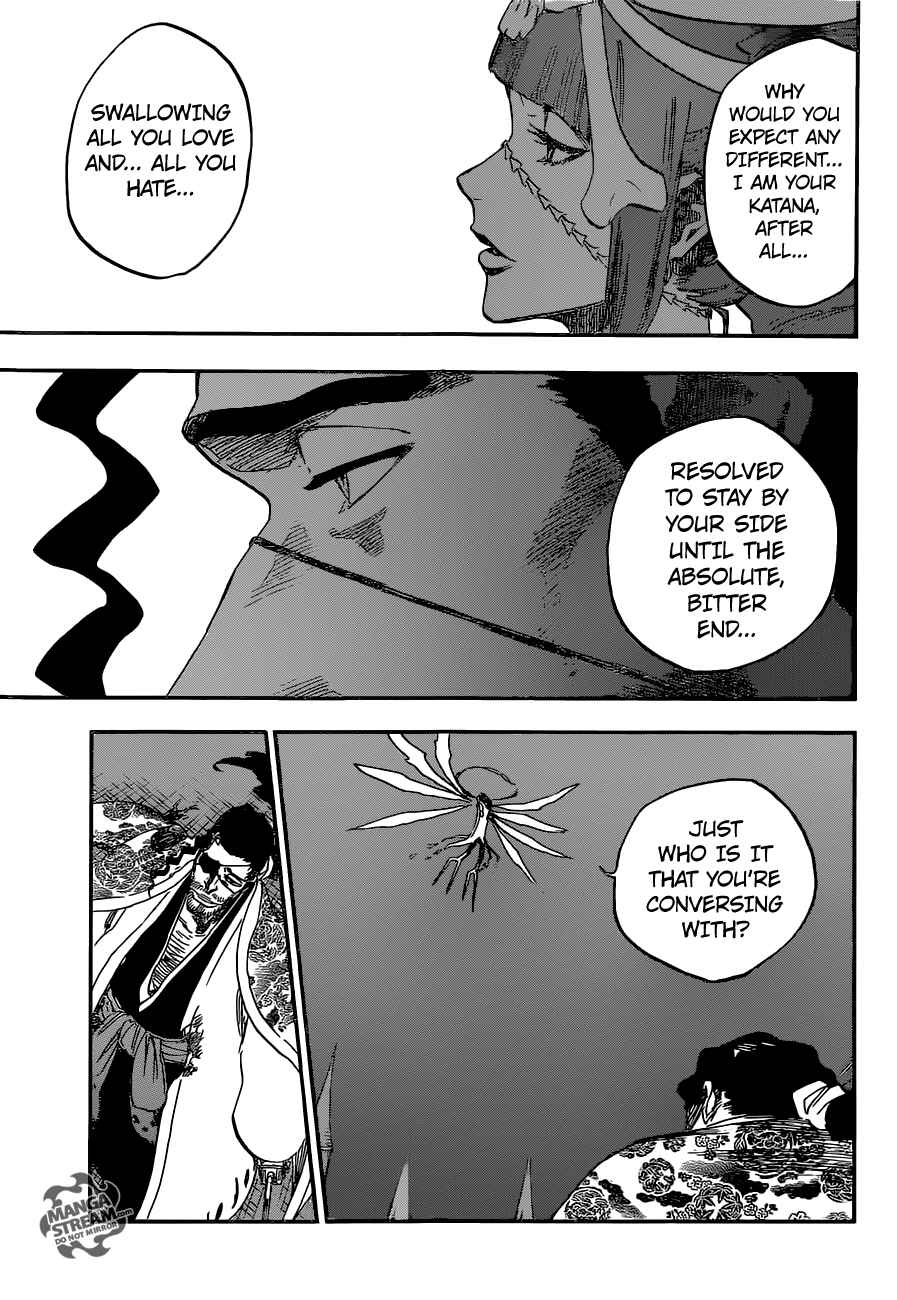 WHY
WOULD YOU
EXPECT ANY
DIFFERENT...
I AM YOUR
KATANA,
AFTER
ALL...
SWALLOWING
ALL YOU LOVE
AND... ALL YOU
HATE...
RESOLVED
TO STAY BY
YOUR SIDE
UNTIL THE
ABSOLUTE,
BITTER
END...
JUST
WHO IS IT
THAT YOU'RE
CONVERSING
WITH?
MANGA
STREAM.com
DO NOT MIRROR